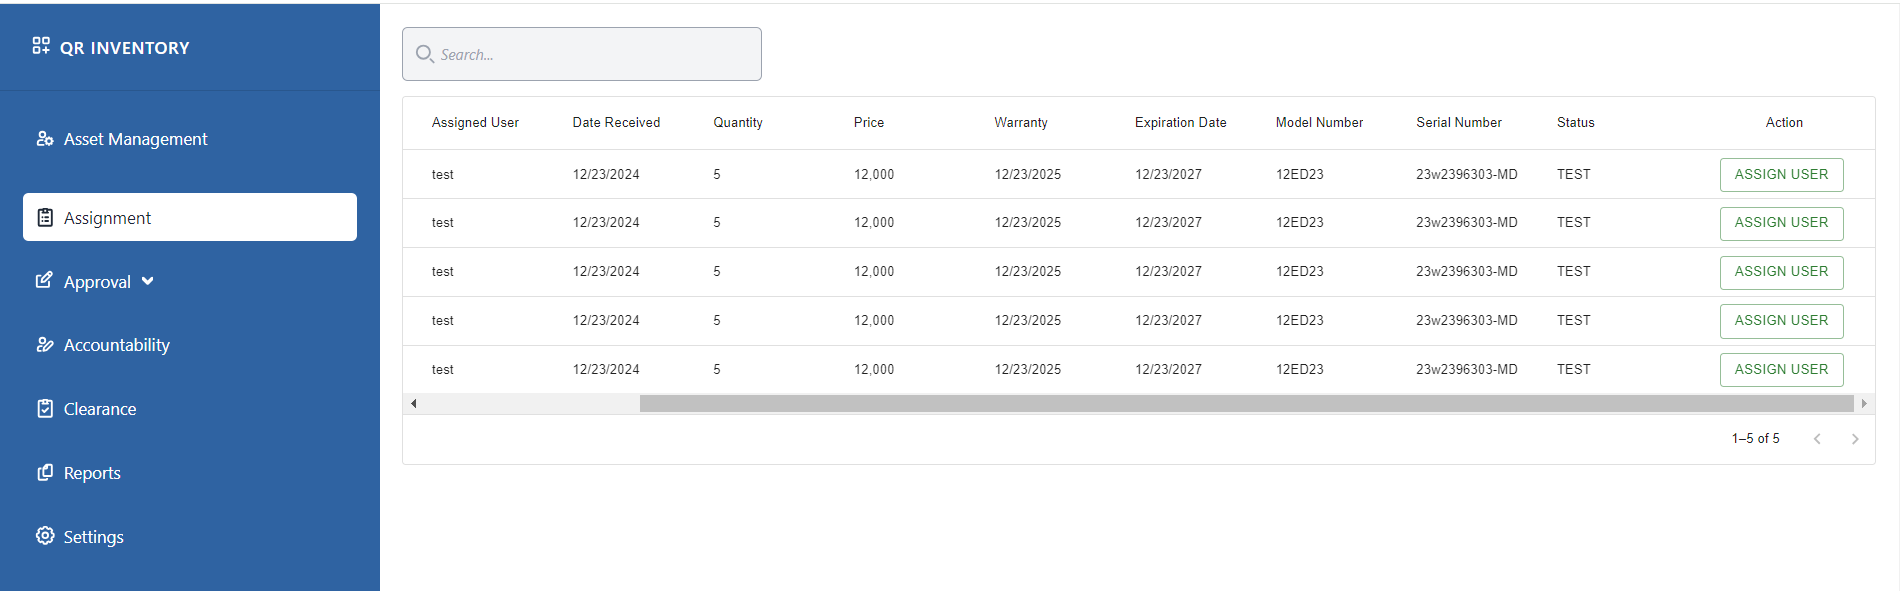 QR INVENTORY
Asset Management
Assignment
Approval
Accountability
Clearance
Reports
Settings
Search...
Assigned User Date Received Quantity Price Warranty Expiration Date Model Number Serial Number Status Action
test 12/23/2024 5 12,000 12/23/2025 12/23/2027 12ED23 23w2396303-MD TEST ASSIGN USER
test 12/23/2024 5 12,000 12/23/2025 12/23/2027 12ED23 23w2396303-MD TEST ASSIGN USER
test 12/23/2024 5 12,000 12/23/2025 12/23/2027 12ED23 23w2396303-MD TEST ASSIGN USER
test 12/23/2024 5 12,000 12/23/2025 12/23/2027 12ED23 23w2396303-MD TEST ASSIGN USER
test 12/23/2024 5 12,000 12/23/2025 12/23/2027 12ED23 23w2396303-MD TEST ASSIGN USER
1–5 of 5